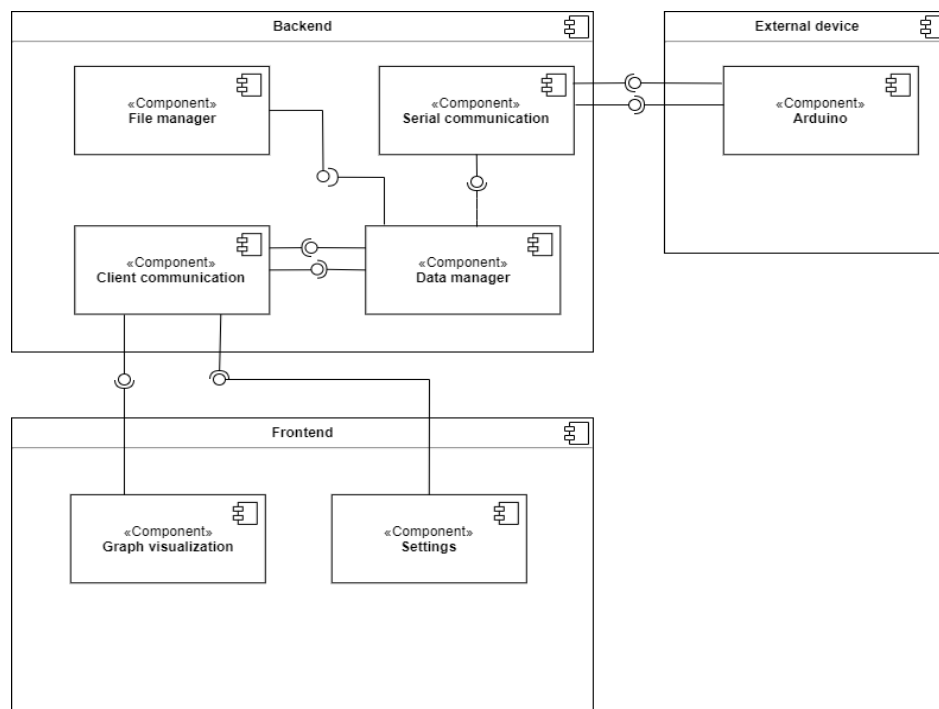 Backend
External device
«Component»
File manager
«Component»
Serial communication
«Component»
Arduino
«Component»
Client communication
«Component»
Data manager
Frontend
«Component»
Graph visualization
«Component»
Settings